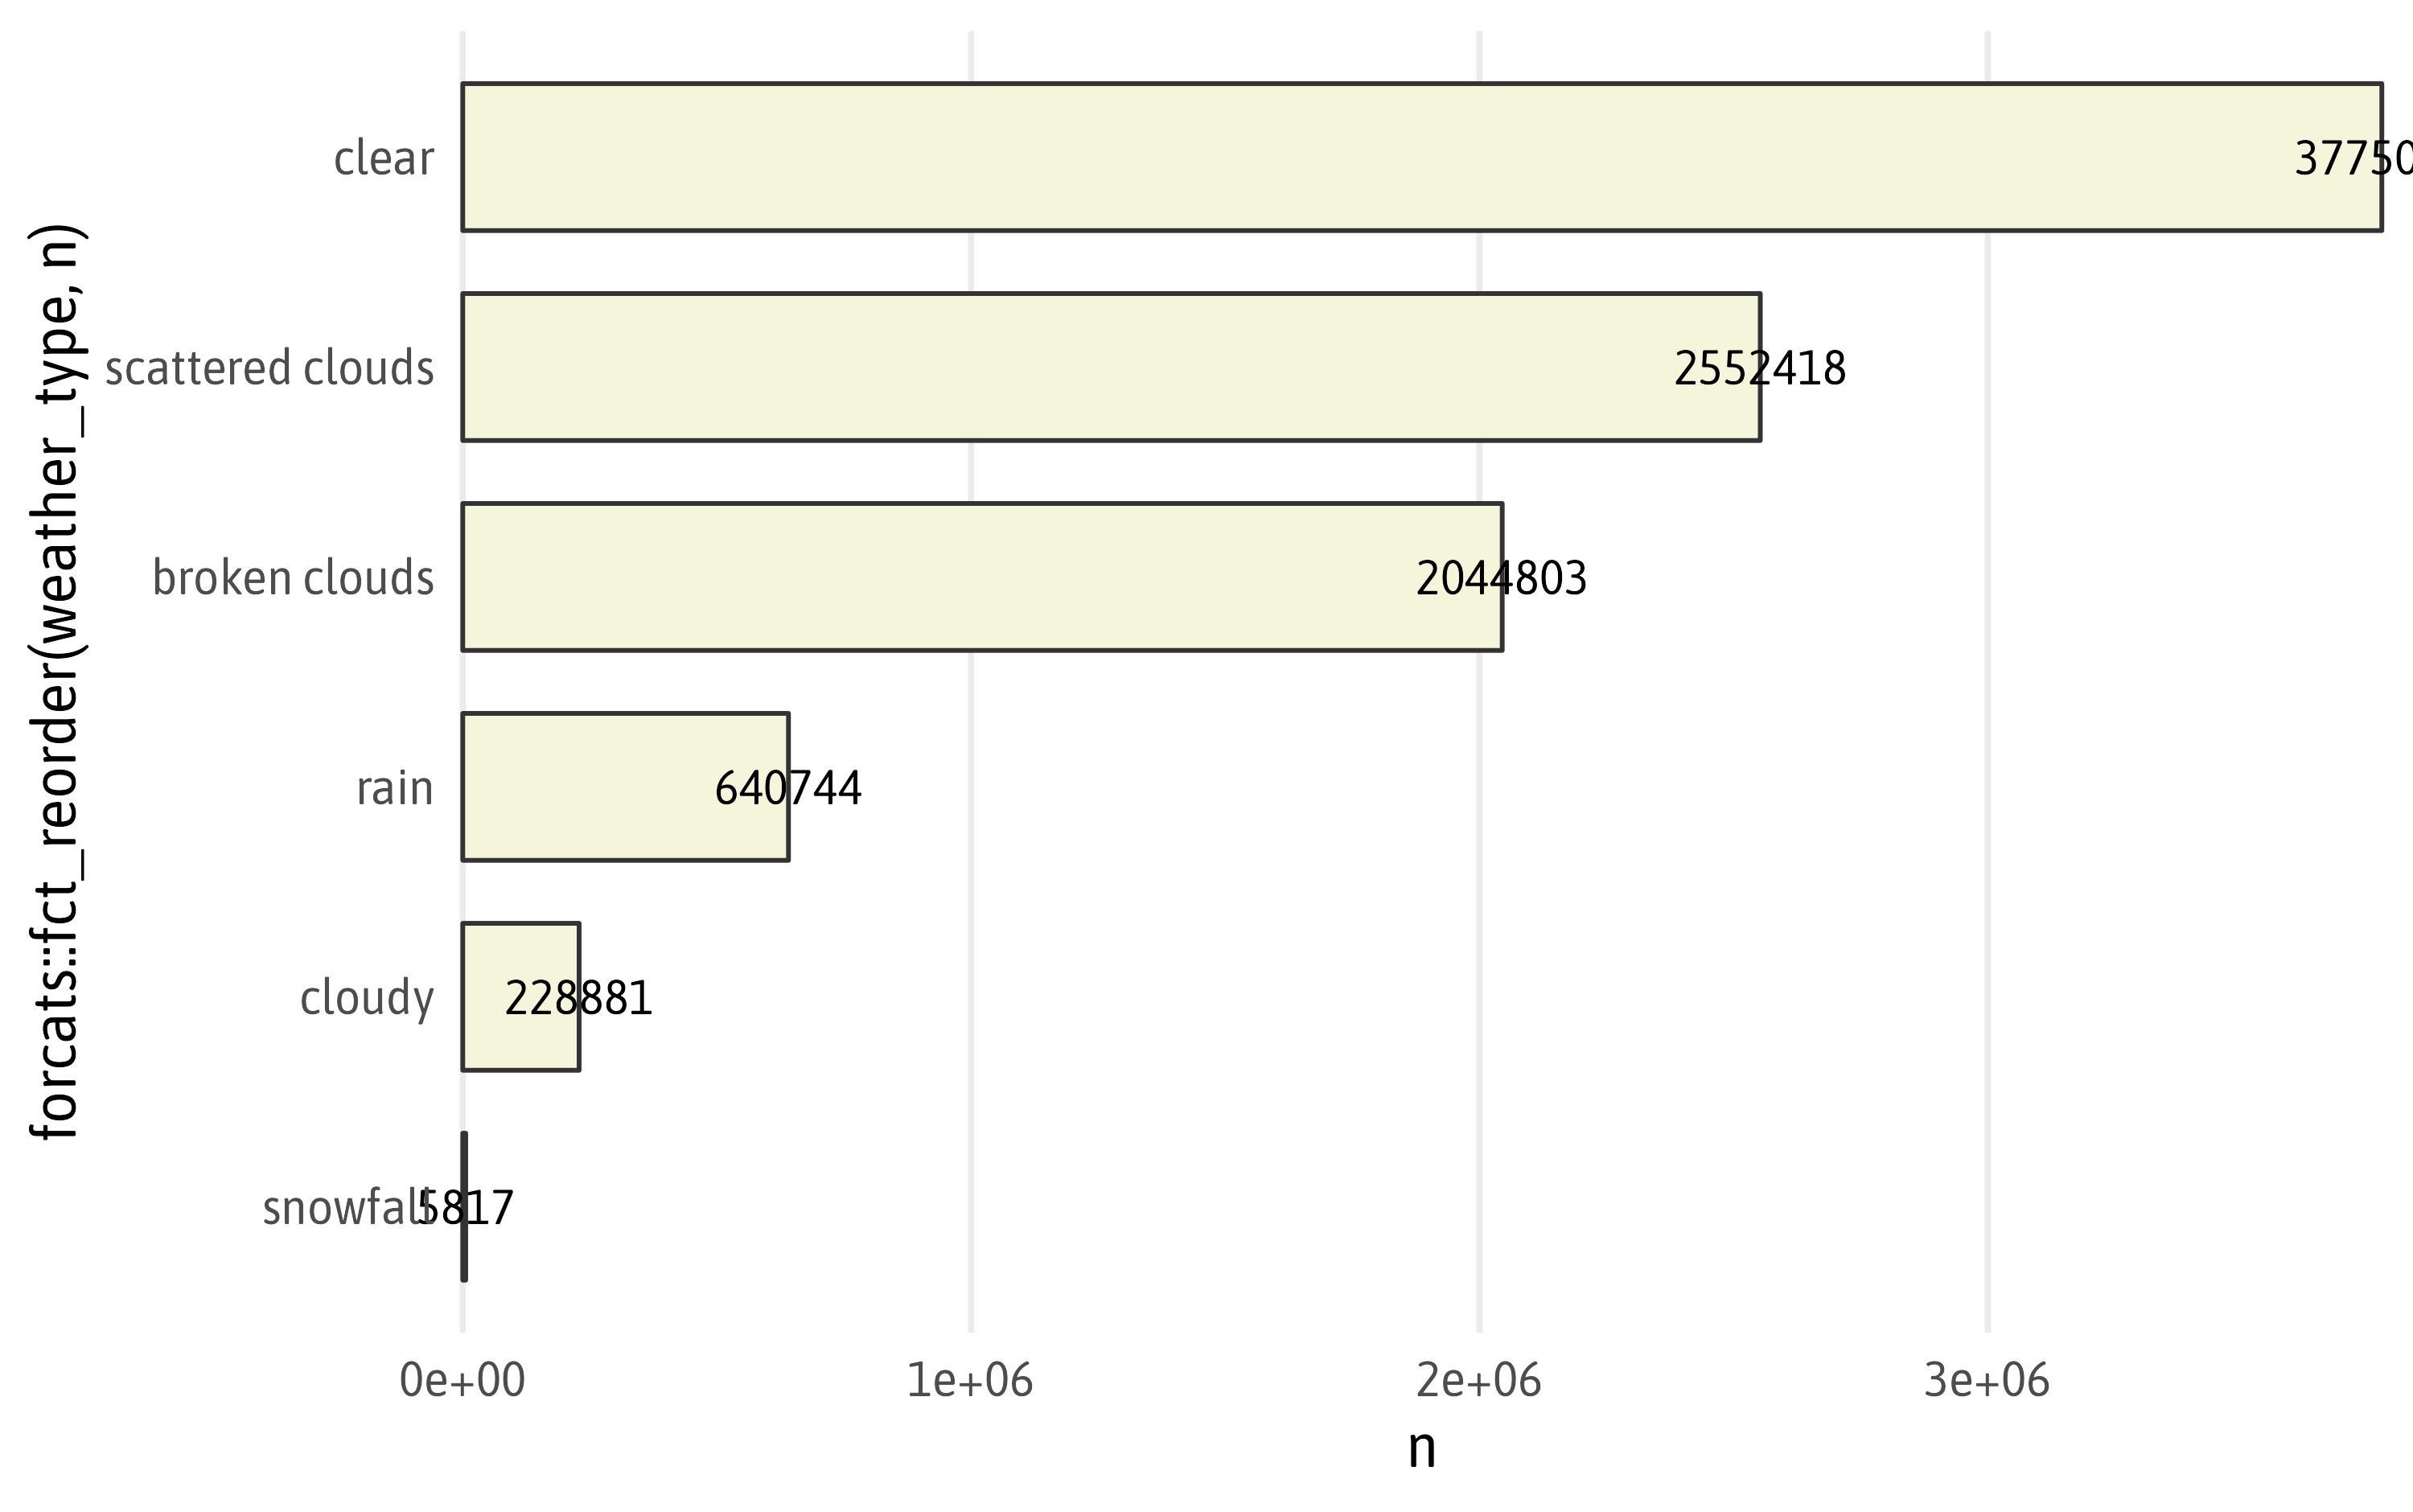 forcats::fct_reorder(weather_type, n)
clear 37750
scattered clouds 2552418
broken clouds 2044803
rain 640744
cloudy 228881
snowfall 5817
0e+00 1e+06 2e+06 3e+06
n